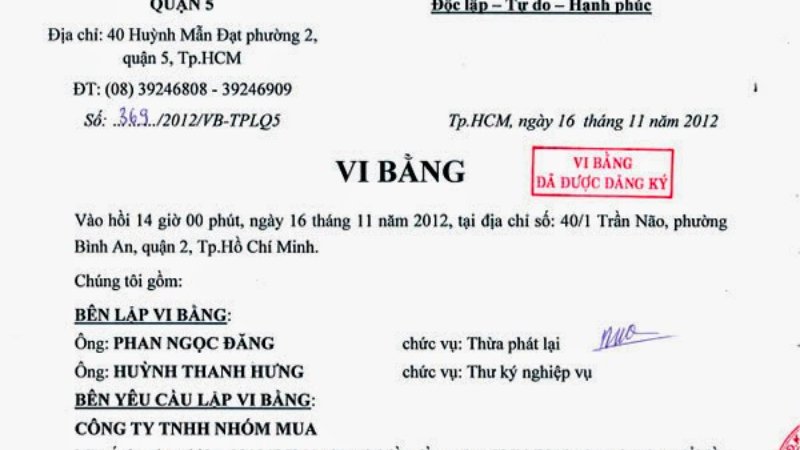 QUẬN 5
Độc lập – Tự do – Hạnh phúc
Địa chỉ: 40 Huỳnh Mẫn Đạt phường 2,
quận 5, Tp.HCM
ĐT: (08) 39246808 - 39246909
Số: 369/2012/VB-TPLQ5
Tp.HCM, ngày 16 tháng 11 năm 2012
VI BẰNG
VI BẰNG
ĐÃ ĐƯỢC ĐĂNG KÝ
Vào hồi 14 giờ 00 phút, ngày 16 tháng 11 năm 2012, tại địa chỉ số: 40/1 Trần Não, phường
Bình An, quận 2, Tp.Hồ Chí Minh.
Chúng tôi gồm:
BÊN LẬP VI BẰNG:
Ông: PHAN NGỌC ĐĂNG chức vụ: Thừa phát lại
Ông: HUỲNH THANH HƯNG chức vụ: Thư ký nghiệp vụ
BÊN YÊU CẦU LẬP VI BẰNG:
CÔNG TY TNHH NHÓM MUA